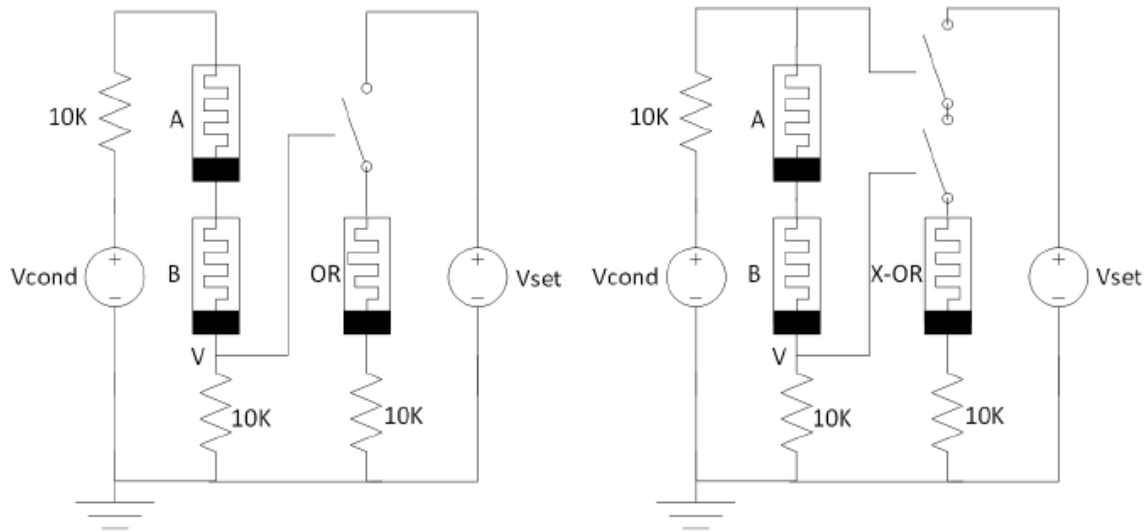 10K
A
Vcond
+
−
B
OR
+
−
Vset
V
10K
10K
10K
A
Vcond
+
−
B
X-OR
+
−
Vset
V
10K
10K